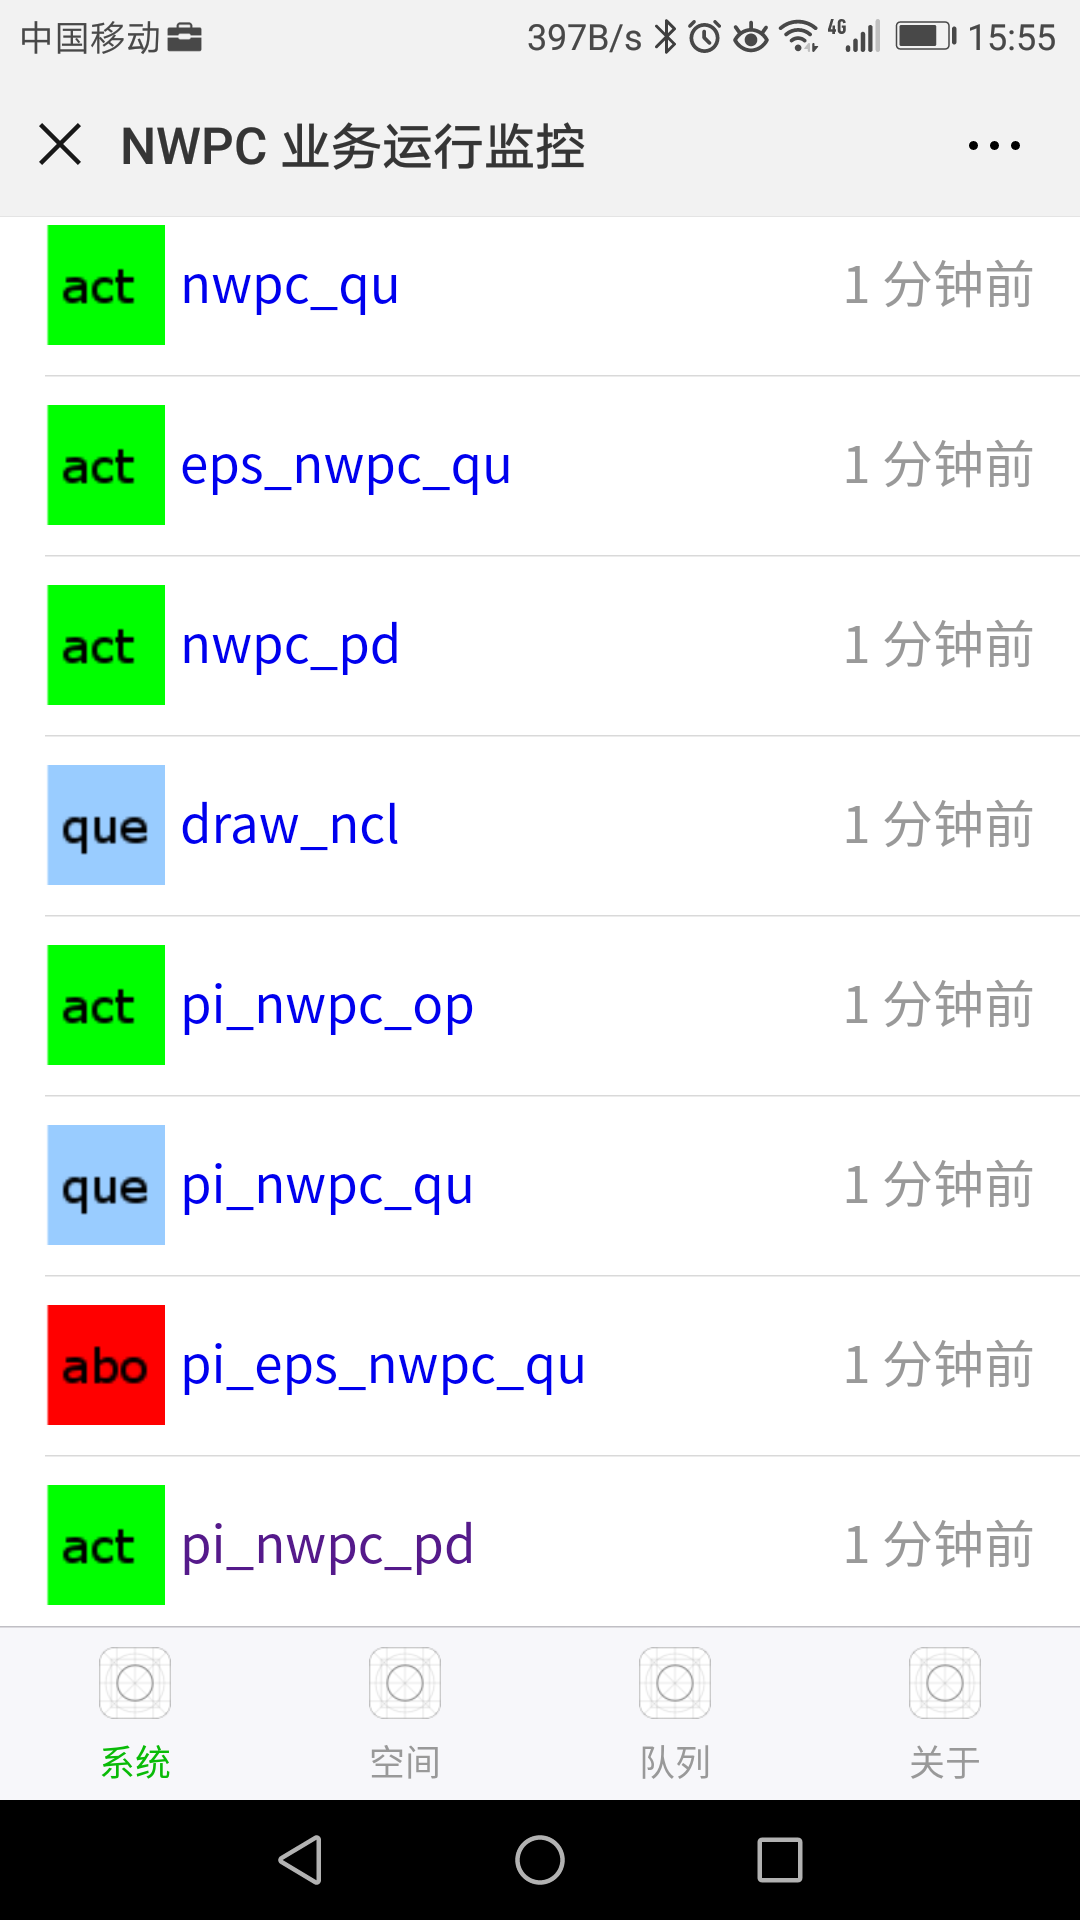 中国移动 397B/s 4G 15:55
NWPC 业务运行监控
act nwpc_qu 1 分钟前
act eps_nwpc_qu 1 分钟前
act nwpc_pd 1 分钟前
que draw_ncl 1 分钟前
act pi_nwpc_op 1 分钟前
que pi_nwpc_qu 1 分钟前
abo pi_eps_nwpc_qu 1 分钟前
act pi_nwpc_pd 1 分钟前
系统 空间 队列 关于